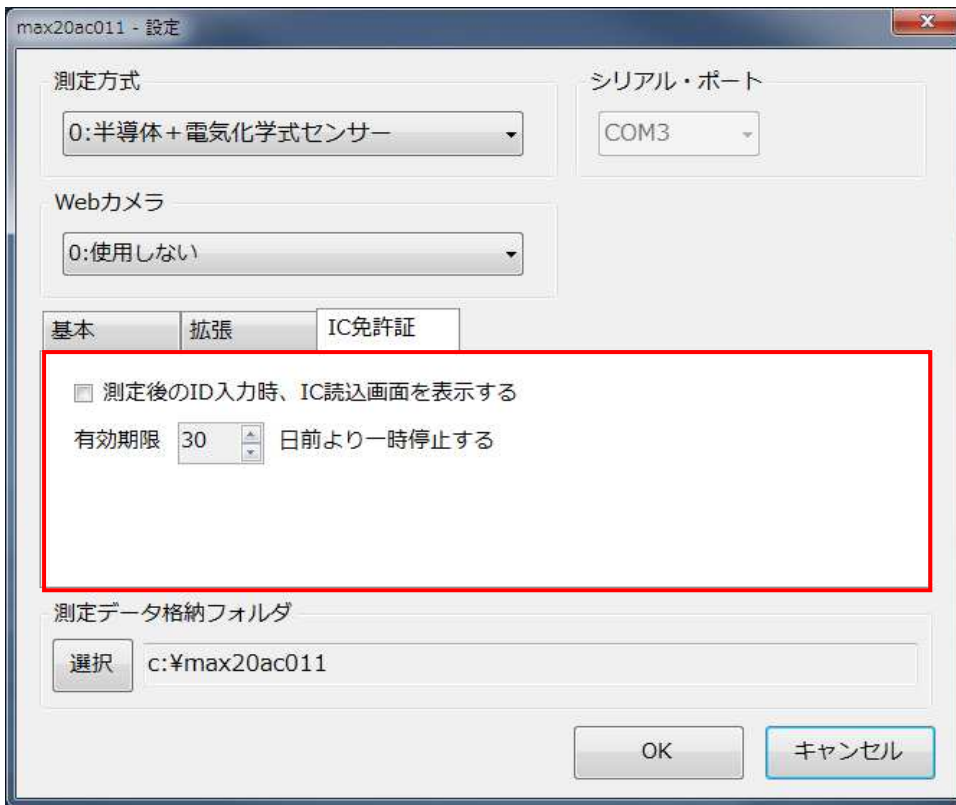 max20ac011 - 設定
測定方式
シリアル・ポート
0:半導体+電気化学式センサー
COM3
Webカメラ
0:使用しない
基本
拡張
IC免許証
測定後のID入力時、IC読込画面を表示する
有効期限 30 日前より一時停止する
測定データ格納フォルダ
選択
c:¥max20ac011
OK
キャンセル